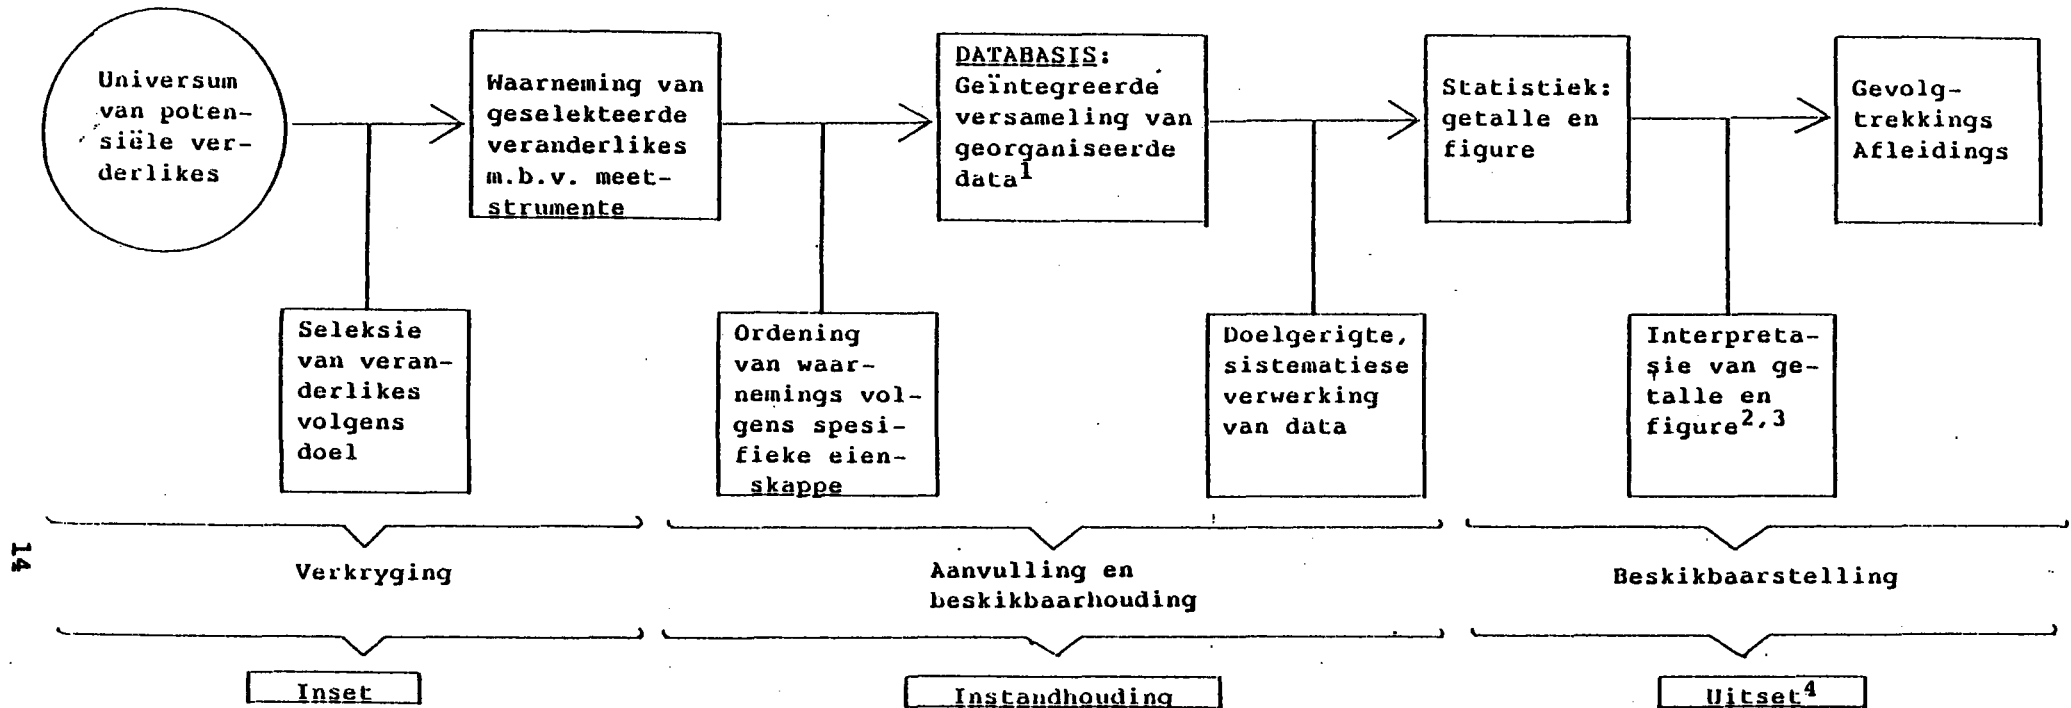 Universum
van poten-
siële ver-
derlikes
Waarneming van
geselekteerde
veranderlikes
m.b.v. meet-
strumente
DATABASIS:
Geïntegreerde
versameling van
georganiseerde
data1
Statistiek:
getalle en
figure
Gevolg-
trekkings
Afleidings
Seleksie
van veran-
derlikes
volgens
doel
Ordening
van waar-
nemings vol-
gens spesi-
fieke eien-
skappe
Doelgerigte,
sistematiese
verwerking
van data
Interpreta-
sie van ge-
talle en
figure2,3
Verkryging
Aanvulling en
beskikbaarhouding
Beskikbaarstelling
Inset
Instandhouding
Uitset4
14